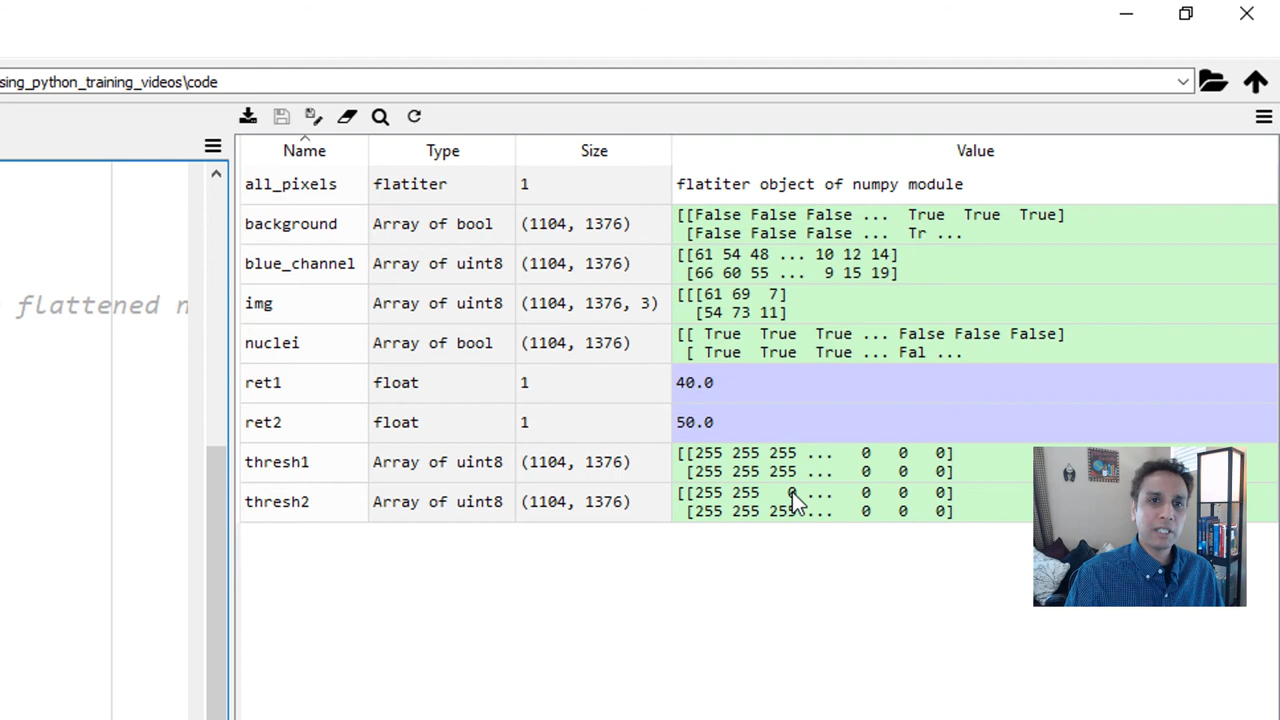 sing_python_training_videos\code
Name Type Size Value
all_pixels flatiter 1 flatiter object of numpy module
background Array of bool (1104, 1376) [[False False False ... True True True]
[False False False ... Tr ...
blue_channel Array of uint8 (1104, 1376) [[61 54 48 ... 10 12 14]
[66 60 55 ... 9 15 19]
flattened n
img Array of uint8 (1104, 1376, 3) [[[61 69 7]
[54 73 11]
nuclei Array of bool (1104, 1376) [[ True True True ... False False False]
[ True True True ... Fal ...
ret1 float 1 40.0
ret2 float 1 50.0
thresh1 Array of uint8 (1104, 1376) [[255 255 255 ... 0 0 0]
[255 255 255 ... 0 0 0]
thresh2 Array of uint8 (1104, 1376) [[255 255 0 ... 0 0 0]
[255 255 255 ... 0 0 0]